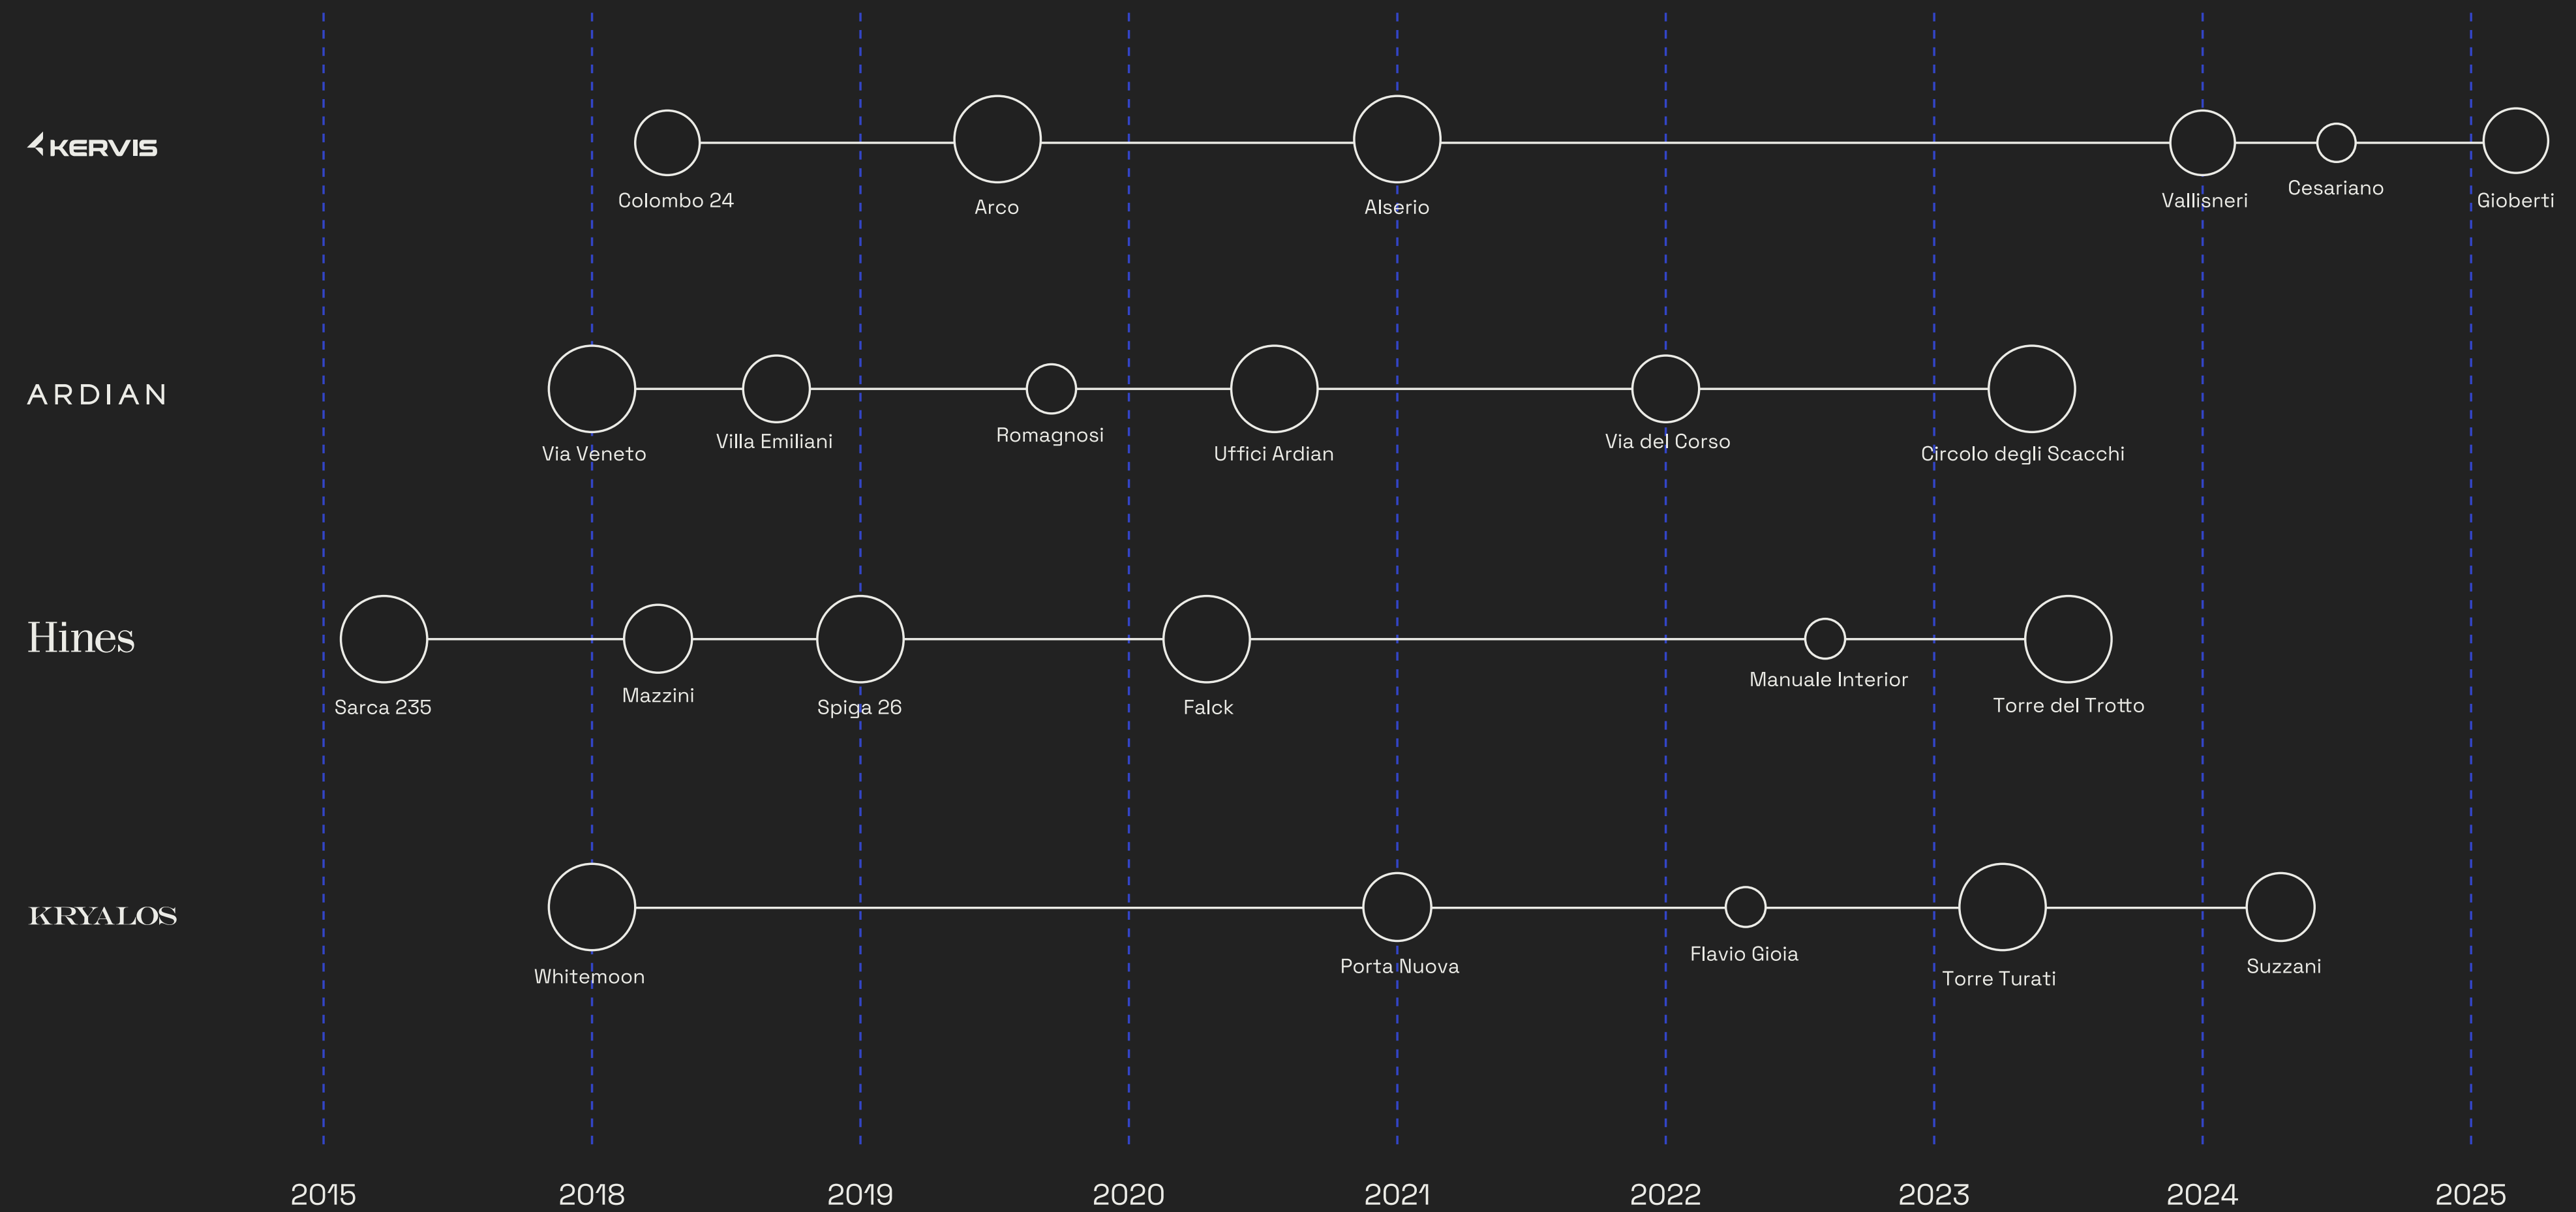 KERVIS
Colombo 24
Arco
Alserio
Vallisneri
Cesariano
Gioberti
ARDIAN
Via Veneto
Villa Emiliani
Romagnosi
Uffici Ardian
Via del Corso
Circolo degli Scacchi
Hines
Sarca 235
Mazzini
Spiga 26
Falck
Manuale Interior
Torre del Trotto
KRYALOS
Whitemoon
Porta Nuova
Flavio Gioia
Torre Turati
Suzzani
2015 2018 2019 2020 2021 2022 2023 2024 2025